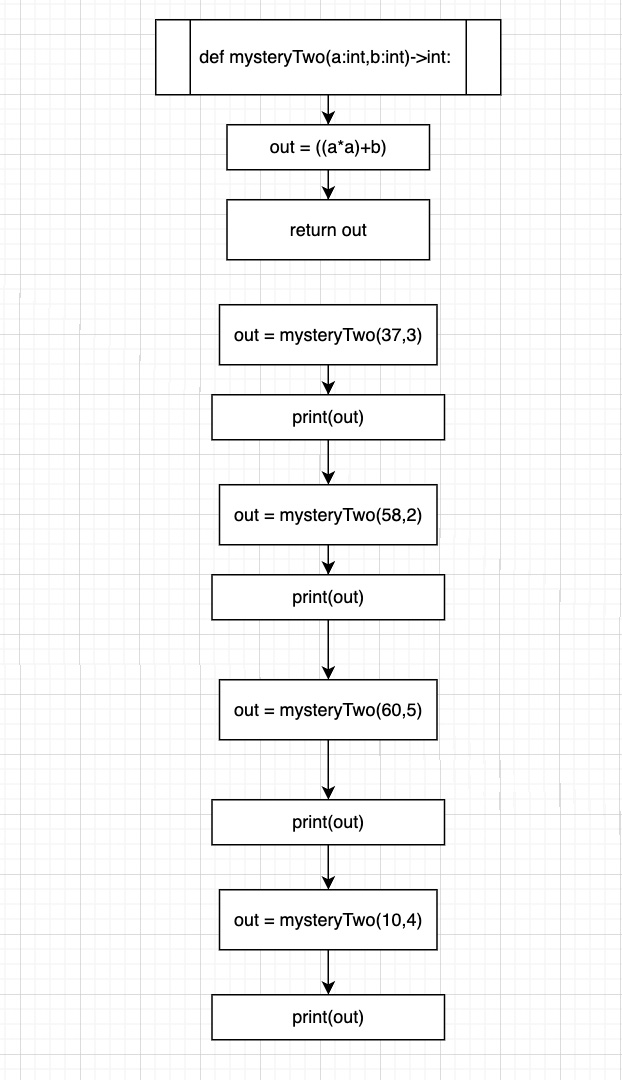 def mysteryTwo(a:int,b:int)->int:
out = ((a*a)+b)
return out
out = mysteryTwo(37,3)
print(out)
out = mysteryTwo(58,2)
print(out)
out = mysteryTwo(60,5)
print(out)
out = mysteryTwo(10,4)
print(out)